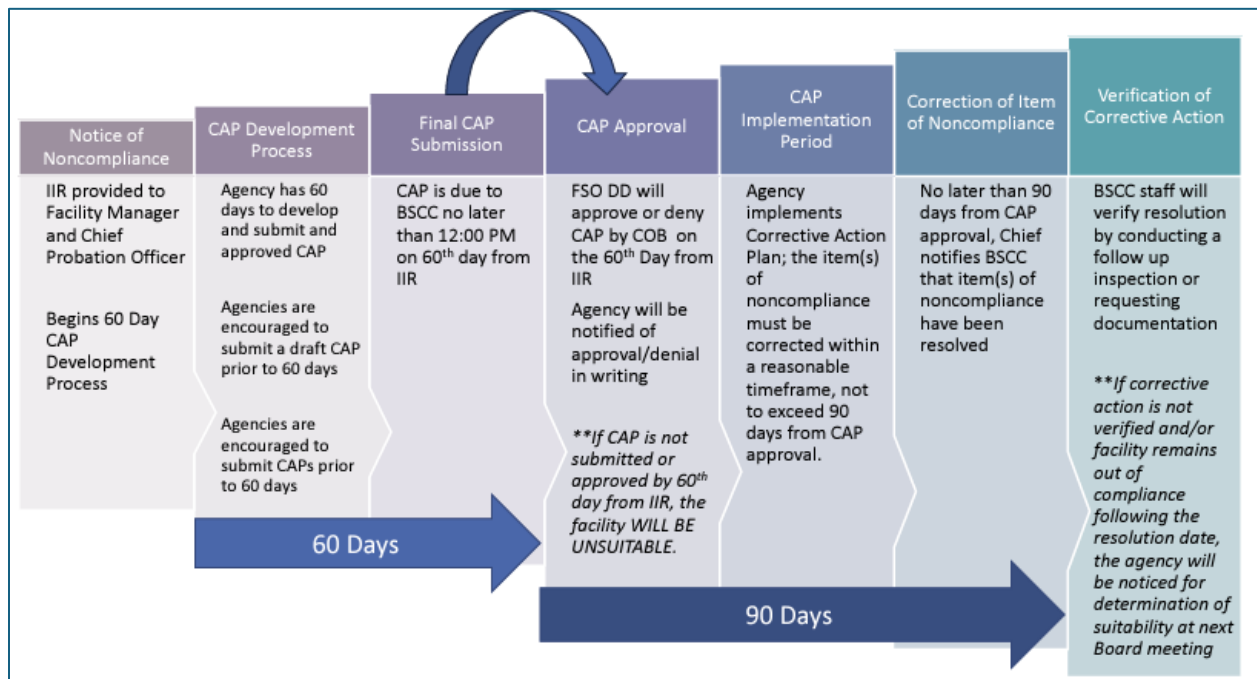 Notice of
Noncompliance
IIR provided to
Facility Manager
and Chief
Probation Officer
Begins 60 Day
CAP
Development
Process
CAP Development
Process
Agency has 60
days to develop
and submit and
approved CAP
Agencies are
encouraged to
submit a draft CAP
prior to 60 days
Agencies are
encouraged to
submit CAPs prior
to 60 days
Final CAP
Submission
CAP is due to
BSCC no later
than 12:00 PM
on 60th day from
IIR
60 Days
CAP Approval
FSO DD will
approve or deny
CAP by COB on
the 60th Day from
IIR
Agency will be
notified of
approval/denial
in writing
**If CAP is not
submitted or
approved by 60th
day from IIR, the
facility WILL BE
UNSUITABLE.
CAP
Implementation
Period
Agency
implements
Corrective Action
Plan; the item(s)
of
noncompliance
must be
corrected within
a reasonable
timeframe, not
to exceed 90
days from CAP
approval.
Correction of Item
of Noncompliance
No later than 90
days from CAP
approval, Chief
notifies BSCC
that item(s) of
noncompliance
have been
resolved
90 Days
Verification of
Corrective Action
BSCC staff will
verify resolution
by conducting a
follow up
inspection or
requesting
documentation
**If corrective
action is not
verified and/or
facility remains
out of
compliance
following the
resolution date,
the agency will
be noticed for
determination of
suitability at next
Board meeting